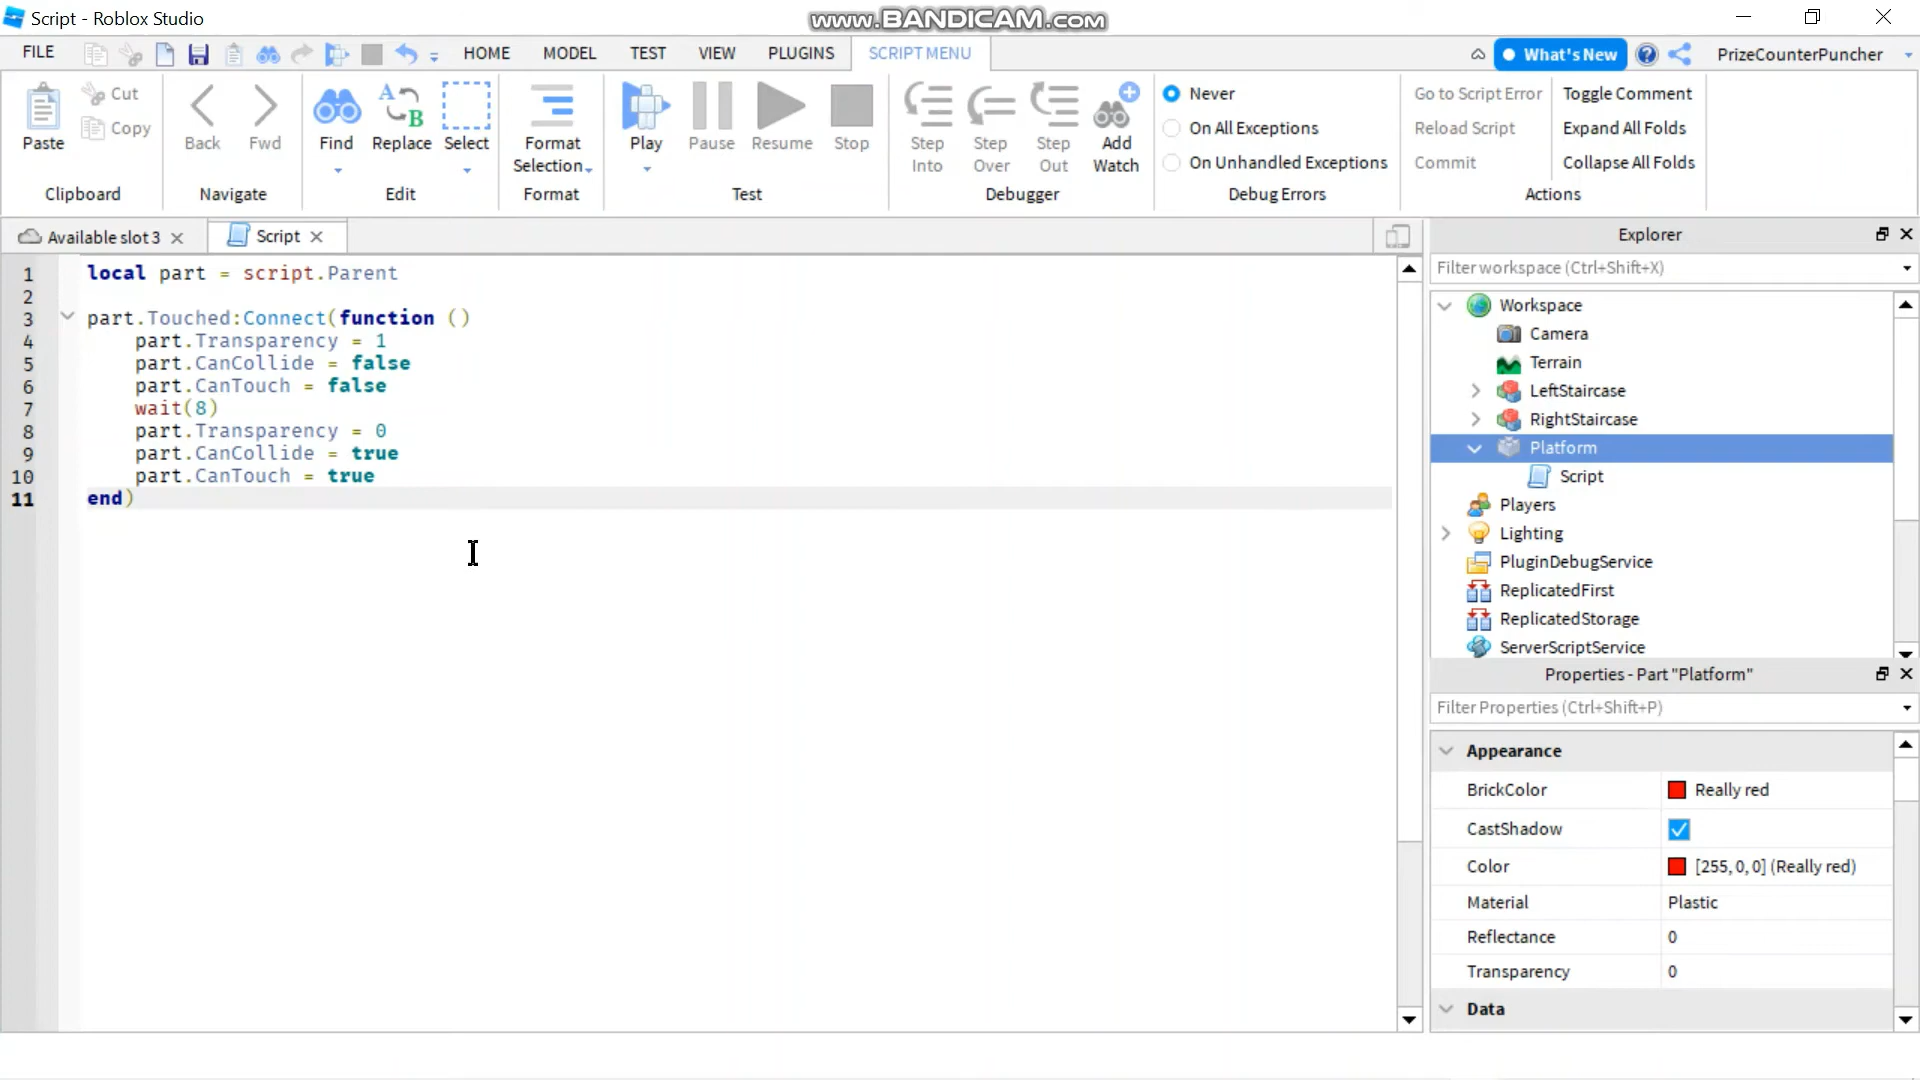 Script - Roblox Studio
www.BANDICAM.com
FILE
HOME
MODEL
TEST
VIEW
PLUGINS
SCRIPT MENU
What's New
PrizeCounterPuncher
Paste
Cut
Copy
Clipboard
Back
Fwd
Navigate
Find
Replace
Select
Edit
Format
Selection
Format
Play
Pause
Resume
Stop
Test
Step
Into
Step
Over
Step
Out
Add
Watch
Debugger
Never
On All Exceptions
On Unhandled Exceptions
Debug Errors
Go to Script Error
Reload Script
Commit
Toggle Comment
Expand All Folds
Collapse All Folds
Actions
Available slot 3
Script
1 local part = script.Parent
2
3 part.Touched:Connect(function ()
4 part.Transparency = 1
5 part.CanCollide = false
6 part.CanTouch = false
7 wait(8)
8 part.Transparency = 0
9 part.CanCollide = true
10 part.CanTouch = true
11 end)
Explorer
Filter workspace (Ctrl+Shift+X)
Workspace
Camera
Terrain
LeftStaircase
RightStaircase
Platform
Script
Players
Lighting
PluginDebugService
ReplicatedFirst
ReplicatedStorage
ServerScriptService
Properties - Part "Platform"
Filter Properties (Ctrl+Shift+P)
Appearance
BrickColor Really red
CastShadow
Color [255, 0, 0] (Really red)
Material Plastic
Reflectance 0
Transparency 0
Data